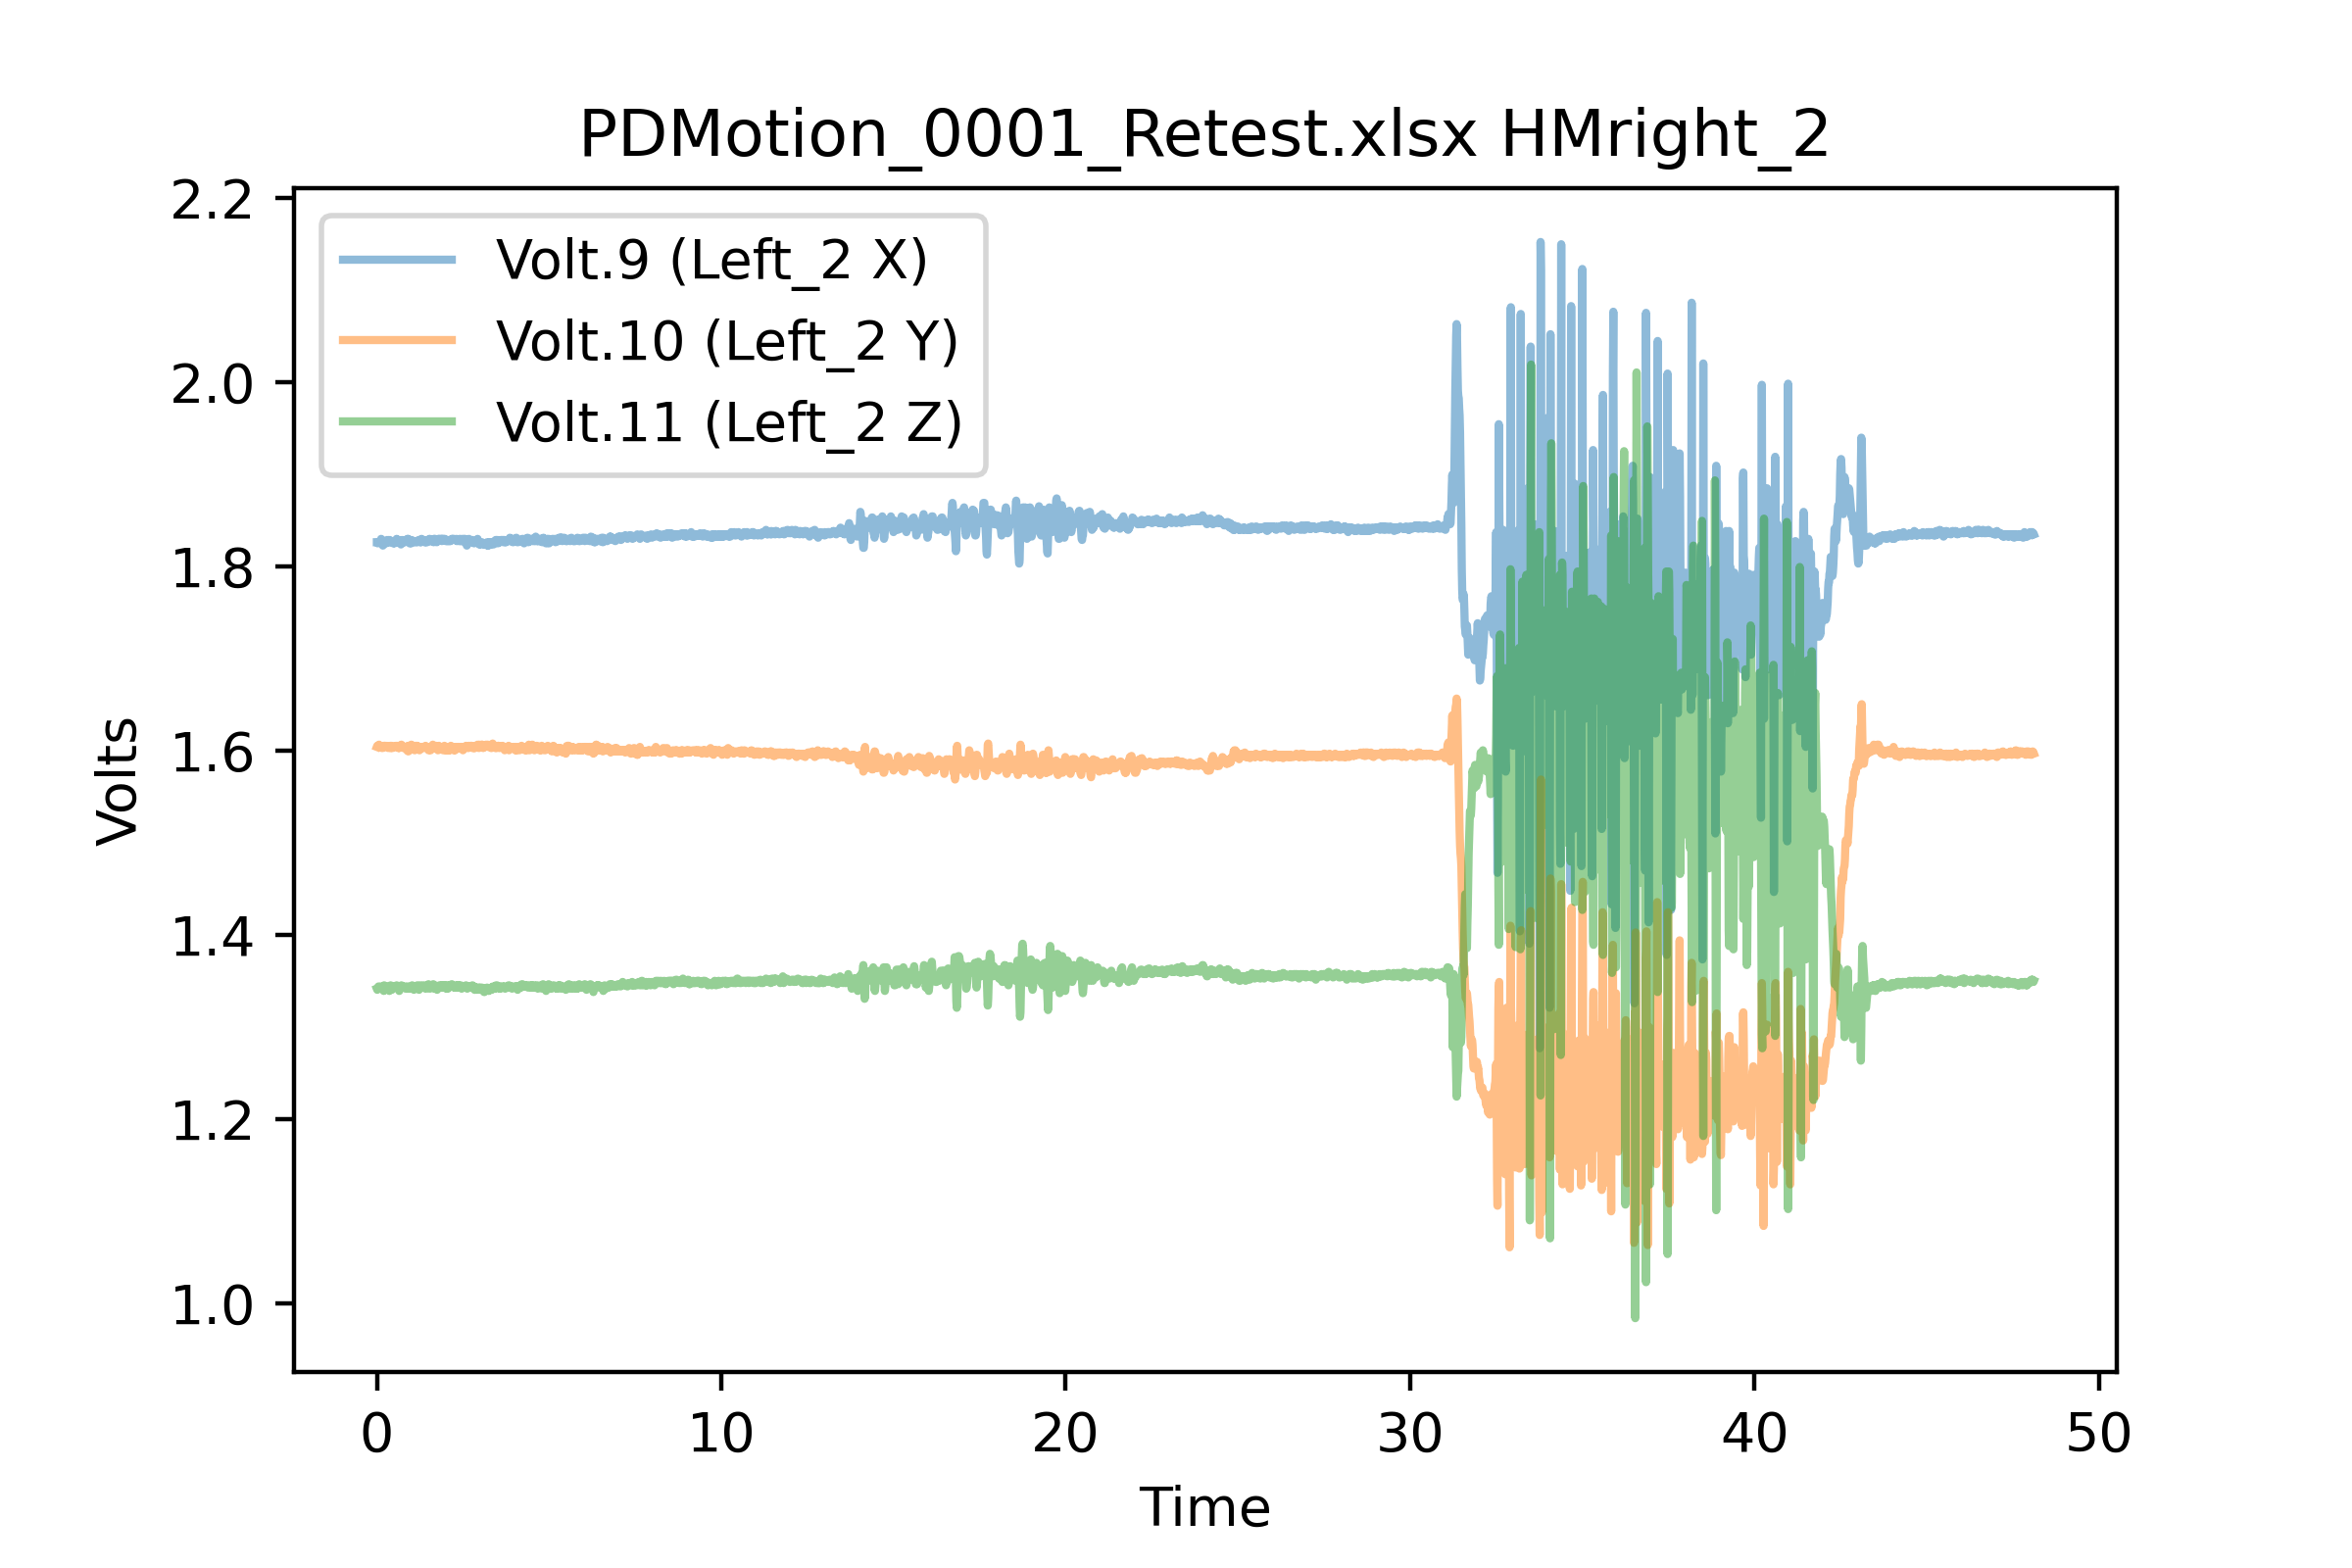 PDMotion_0001_Retest.xlsx HMright_2
Volt.9 (Left_2 X)
Volt.10 (Left_2 Y)
Volt.11 (Left_2 Z)
Volts
2.2
2.0
1.8
1.6
1.4
1.2
1.0
0 10 20 30 40 50
Time